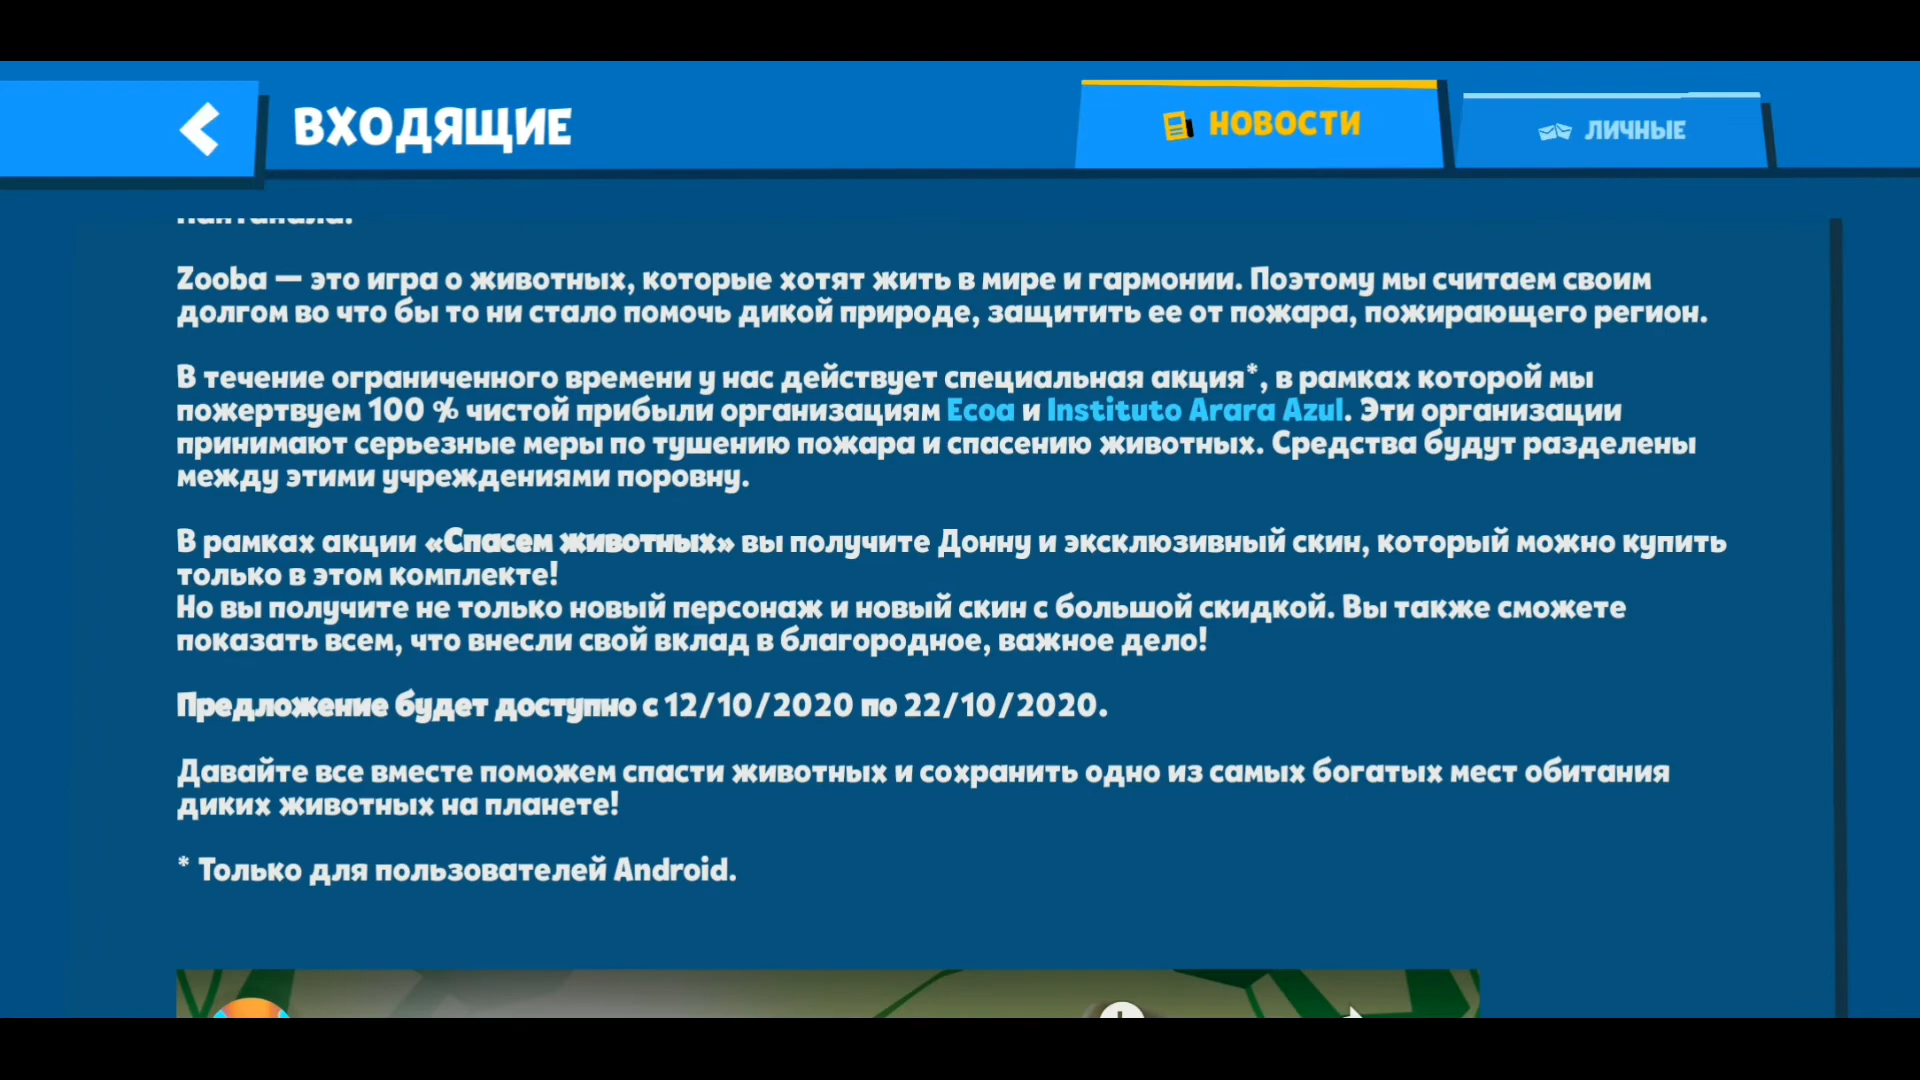 ВХОДЯЩИЕ
НОВОСТИ
ЛИЧНЫЕ
Zooba — это игра о животных, которые хотят жить в мире и гармонии. Поэтому мы считаем своим
долгом во что бы то ни стало помочь дикой природе, защитить ее от пожара, пожирающего регион.
В течение ограниченного времени у нас действует специальная акция*, в рамках которой мы
пожертвуем 100 % чистой прибыли организациям Ecoa и Instituto Arara Azul. Эти организации
принимают серьезные меры по тушению пожара и спасению животных. Средства будут разделены
между этими учреждениями поровну.
В рамках акции «Спасем животных» вы получите Донну и эксклюзивный скин, который можно купить
только в этом комплекте!
Но вы получите не только новый персонаж и новый скин с большой скидкой. Вы также сможете
показать всем, что внесли свой вклад в благородное, важное дело!
Предложение будет доступно с 12/10/2020 по 22/10/2020.
Давайте все вместе поможем спасти животных и сохранить одно из самых богатых мест обитания
диких животных на планете!
* Только для пользователей Android.